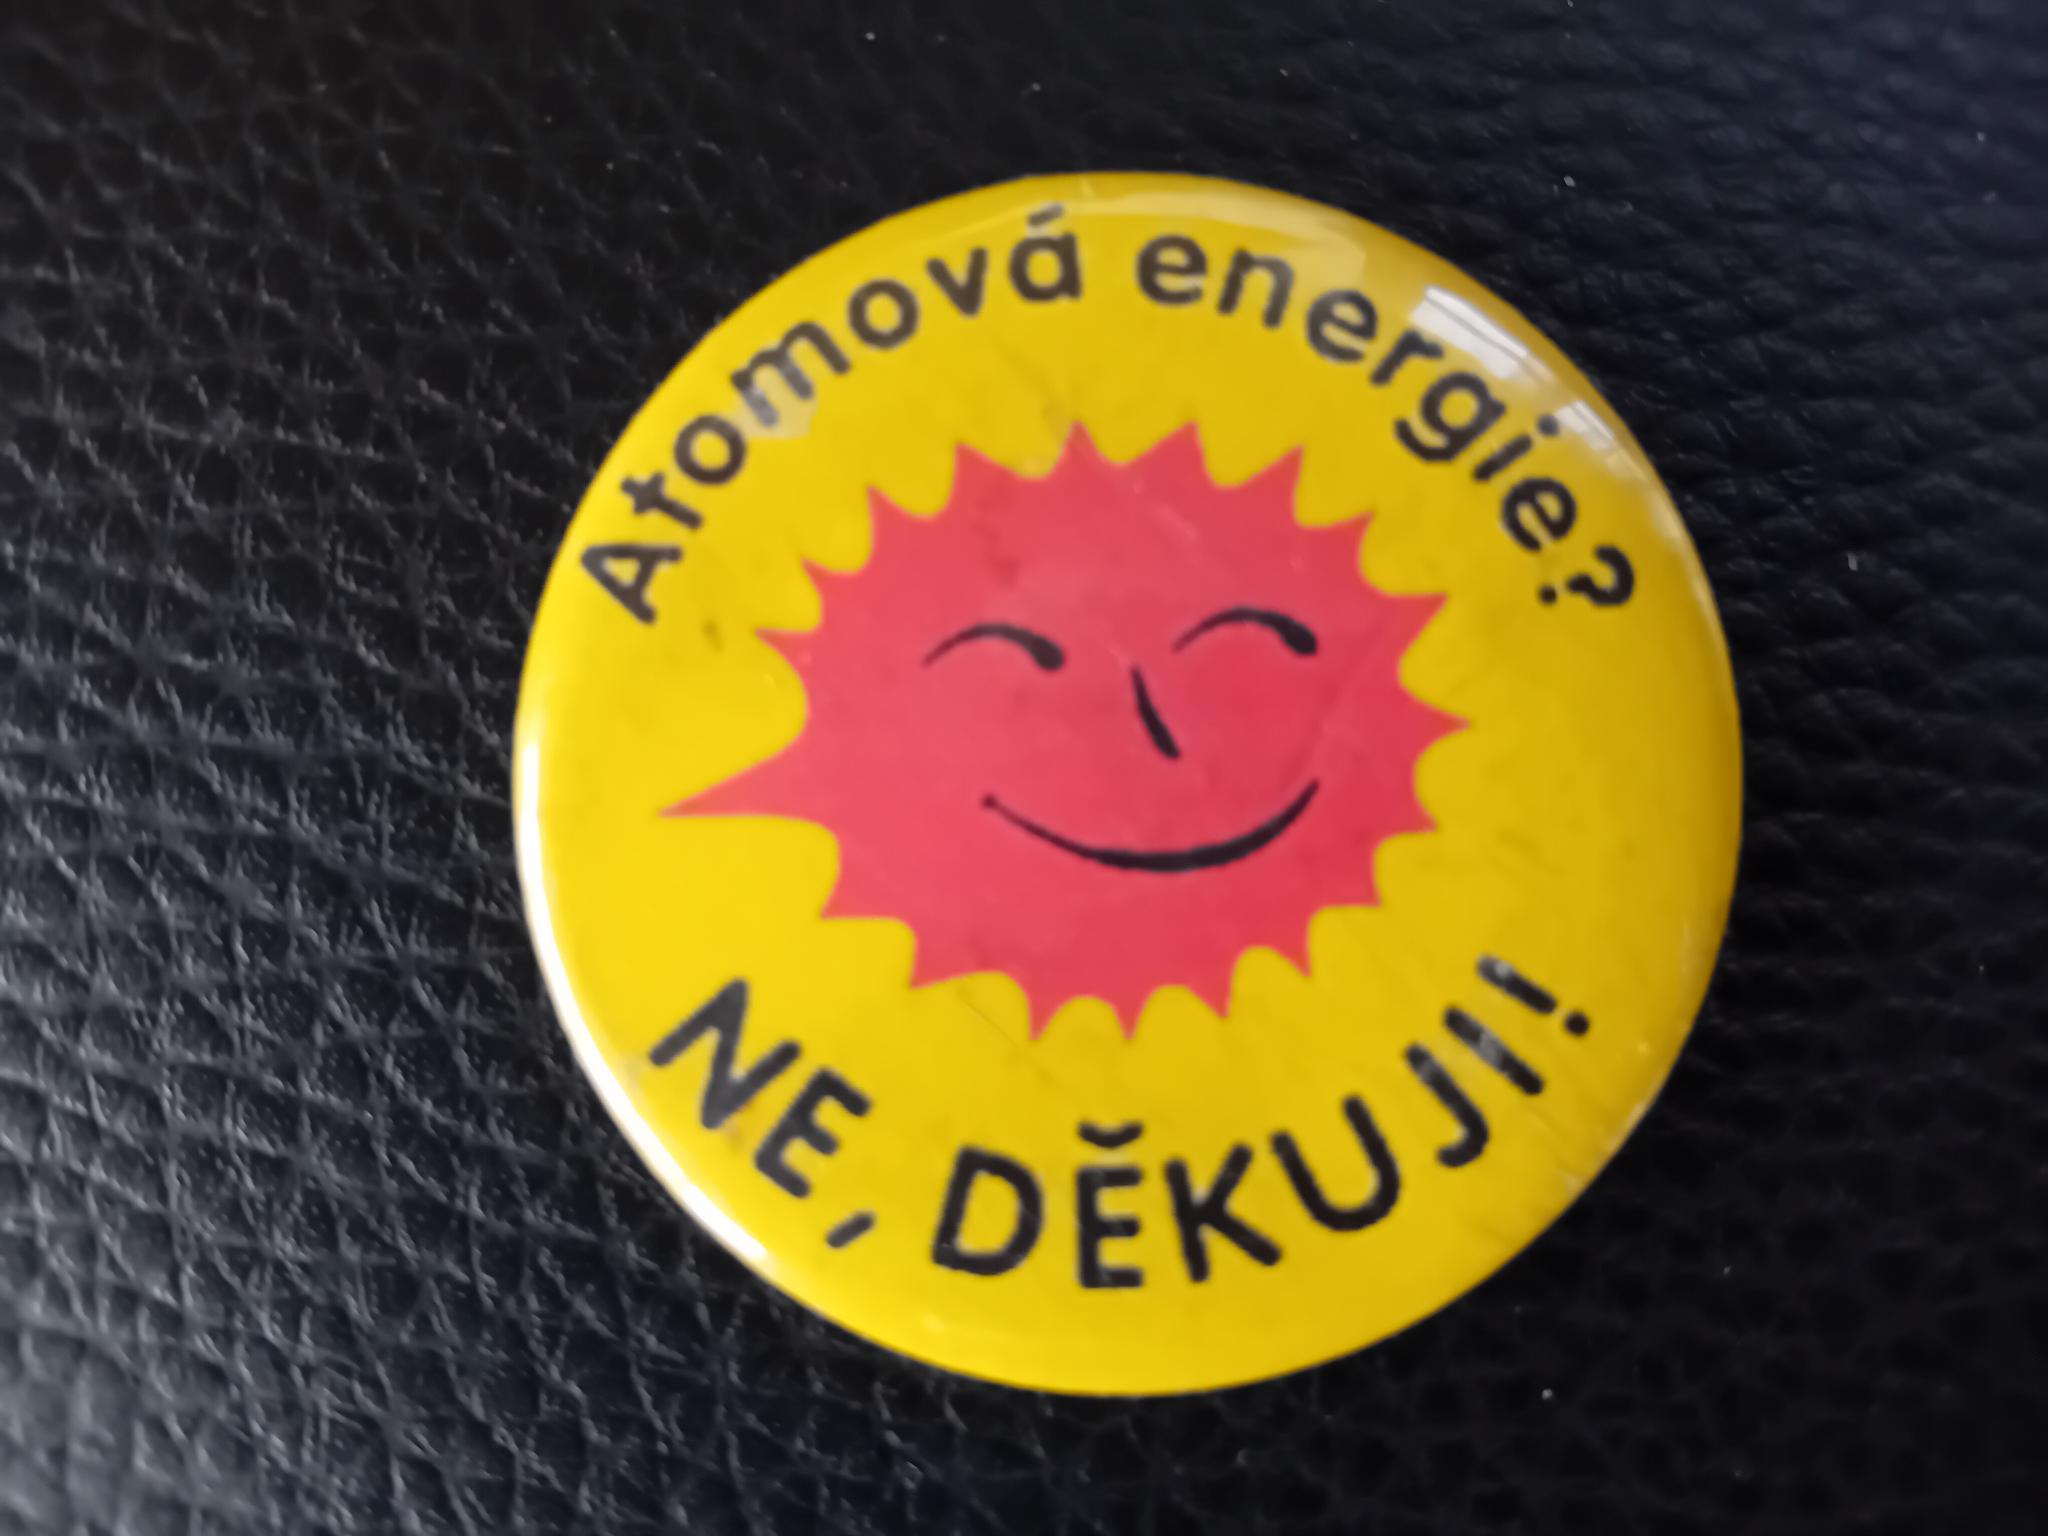 Atomová energie?
NE, DĚKUJI!